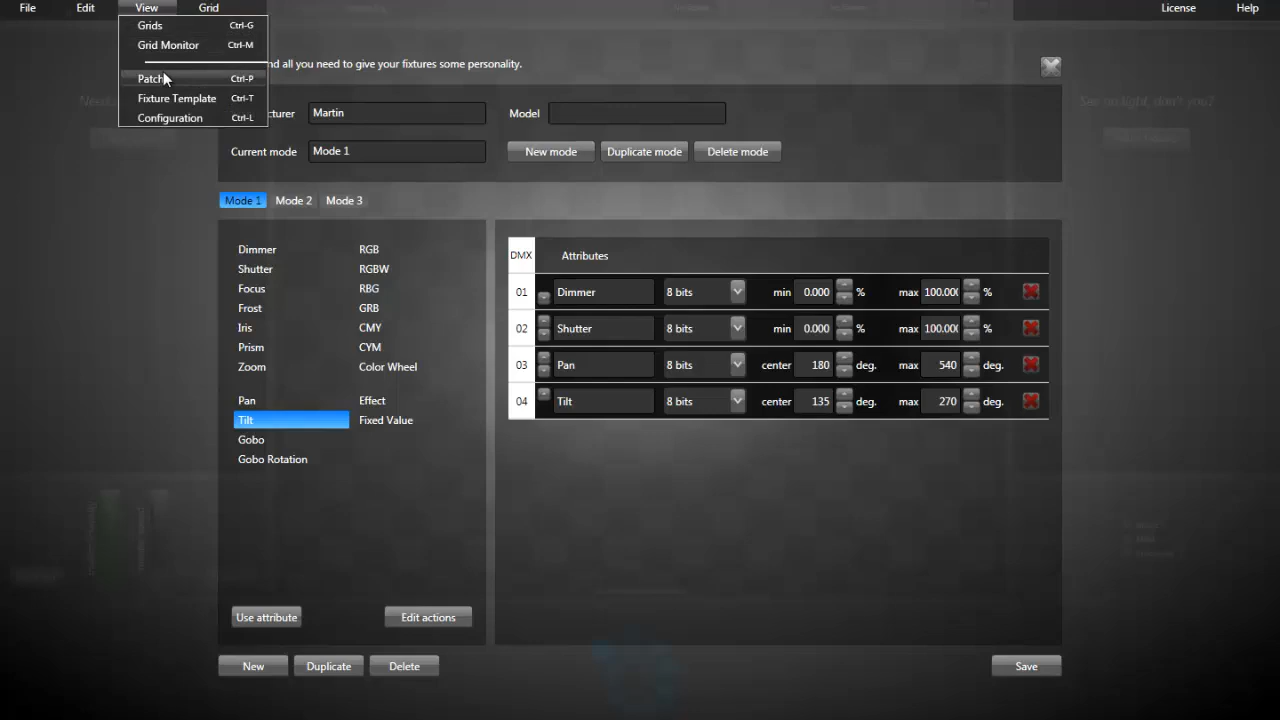 File Edit View Grid License Help
Grids Ctrl-G
Grid Monitor Ctrl-M
Patch Ctrl-P
Fixture Template Ctrl-T
Configuration Ctrl-L
nd all you need to give your fixtures some personality.
cturer Martin Model
Current mode Mode 1 New mode Duplicate mode Delete mode
Mode 1 Mode 2 Mode 3
Dimmer RGB
Shutter RGBW
Focus RBG
Frost GRB
Iris CMY
Prism CYM
Zoom Color Wheel
Pan Effect
Tilt Fixed Value
Gobo
Gobo Rotation
Use attribute Edit actions
DMX Attributes
01 Dimmer 8 bits min 0.000 % max 100.000 %
02 Shutter 8 bits min 0.000 % max 100.000 %
03 Pan 8 bits center 180 deg. max 540 deg.
04 Tilt 8 bits center 135 deg. max 270 deg.
New Duplicate Delete Save
See no light, don't you?